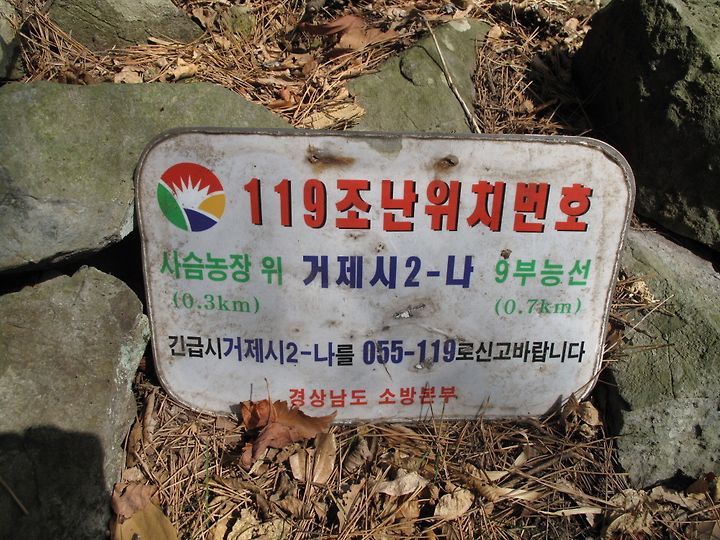 119조난위치번호
사슴농장 위 거제시2-나 9부능선
(0.3km) (0.7km)
긴급시거제시2-나를 055-119로신고바랍니다
경상남도 소방본부